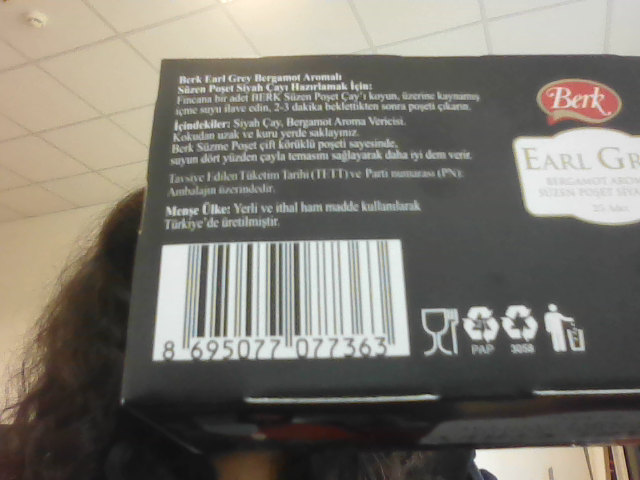 Berk Earl Grey Bergamot Aromalı
Süzen Poşet Siyah Çayı Hazırlamak İçin:
Fincana bir adet BERK Süzen Poşet Çay'ı koyun, üzerine kaynamış
içme suyu ilave edin, 2-3 dakika beklettikten sonra poşeti çıkarın.
İçindekiler: Siyah Çay, Bergamot Aroma Vericisi.
Kokudan uzak ve kuru yerde saklayınız.
Berk Süzme Poşet çift körüklü poşeti sayesinde,
suyun dört yüzden çayla temasını sağlayarak daha iyi dem verir.
Tavsiye Edilen Tüketim Tarihi (TETT) ve Parti numarası (PN):
Ambalajın üzerindedir.
Menşe Ülke: Yerli ve ithal ham madde kullanılarak
Türkiye'de üretilmiştir.
8 695077 077363
PAP
Berk
EARL GR
BERGAMOT AROM
SÜZEN POŞET SİY